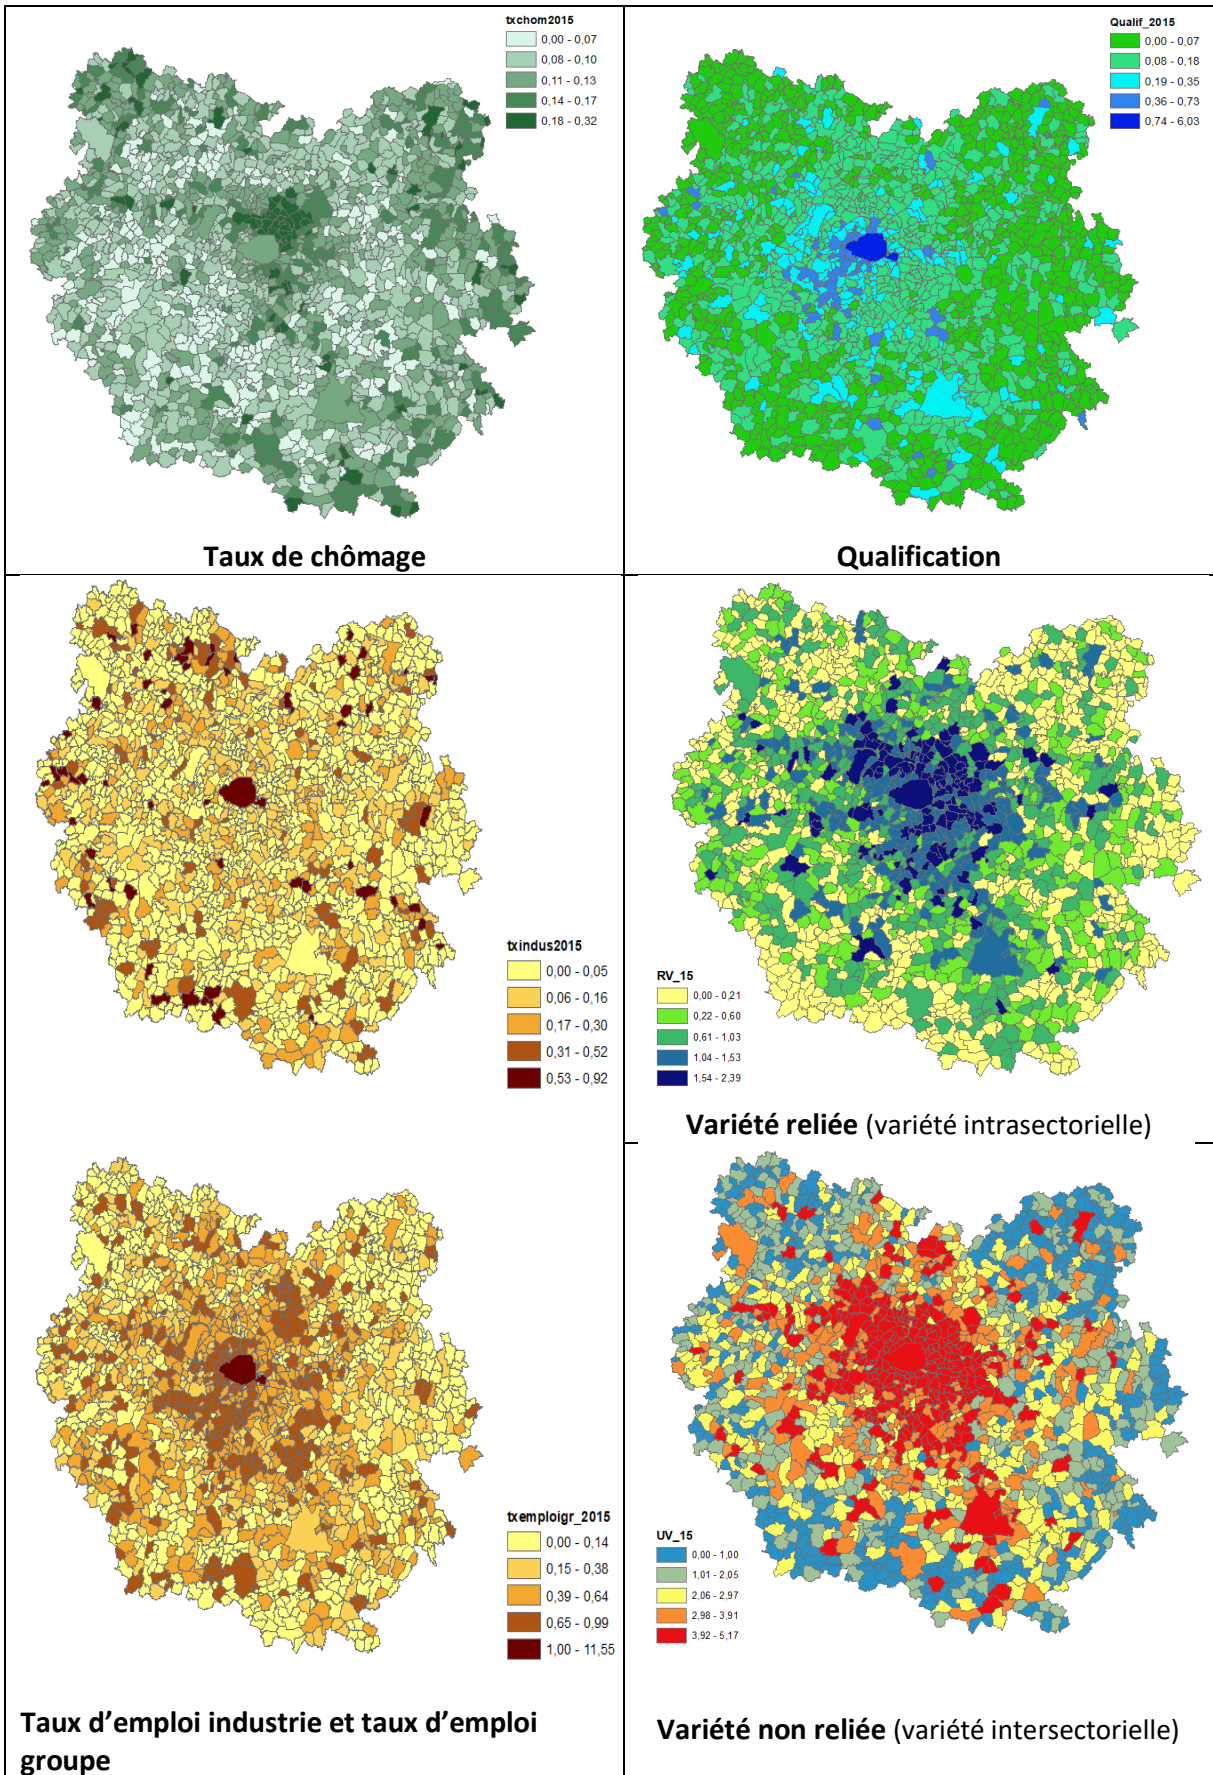 txchom2015
0,00 - 0,07
0,08 - 0,10
0,11 - 0,13
0,14 - 0,17
0,18 - 0,32
Taux de chômage
Qualif_2015
0,00 - 0,07
0,08 - 0,18
0,19 - 0,35
0,36 - 0,73
0,74 - 6,03
Qualification
txindus2015
0,00 - 0,05
0,06 - 0,16
0,17 - 0,30
0,31 - 0,52
0,53 - 0,92
RV_15
0,00 - 0,21
0,22 - 0,60
0,61 - 1,03
1,04 - 1,53
1,54 - 2,39
Variété reliée (variété intrasectorielle)
txemploigr_2015
0,00 - 0,14
0,15 - 0,38
0,39 - 0,64
0,65 - 0,99
1,00 - 11,55
Taux d’emploi industrie et taux d’emploi
groupe
UV_15
0,00 - 1,00
1,01 - 2,05
2,06 - 2,97
2,98 - 3,91
3,92 - 5,17
Variété non reliée (variété intersectorielle)